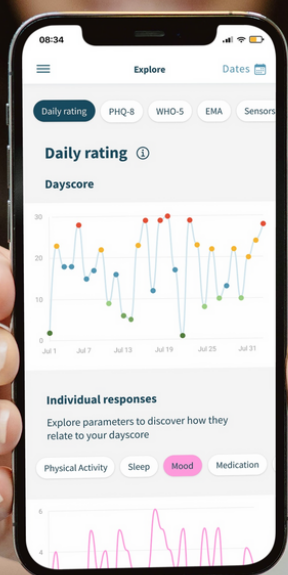 08:34
Explore
Dates
Daily rating PHQ-8 WHO-5 EMA Sensors
Daily rating
Dayscore
30
20
10
0
Jul 1 Jul 7 Jul 13 Jul 19 Jul 25 Jul 31
Individual responses
Explore parameters to discover how they
relate to your dayscore
Physical Activity Sleep Mood Medication
6
4